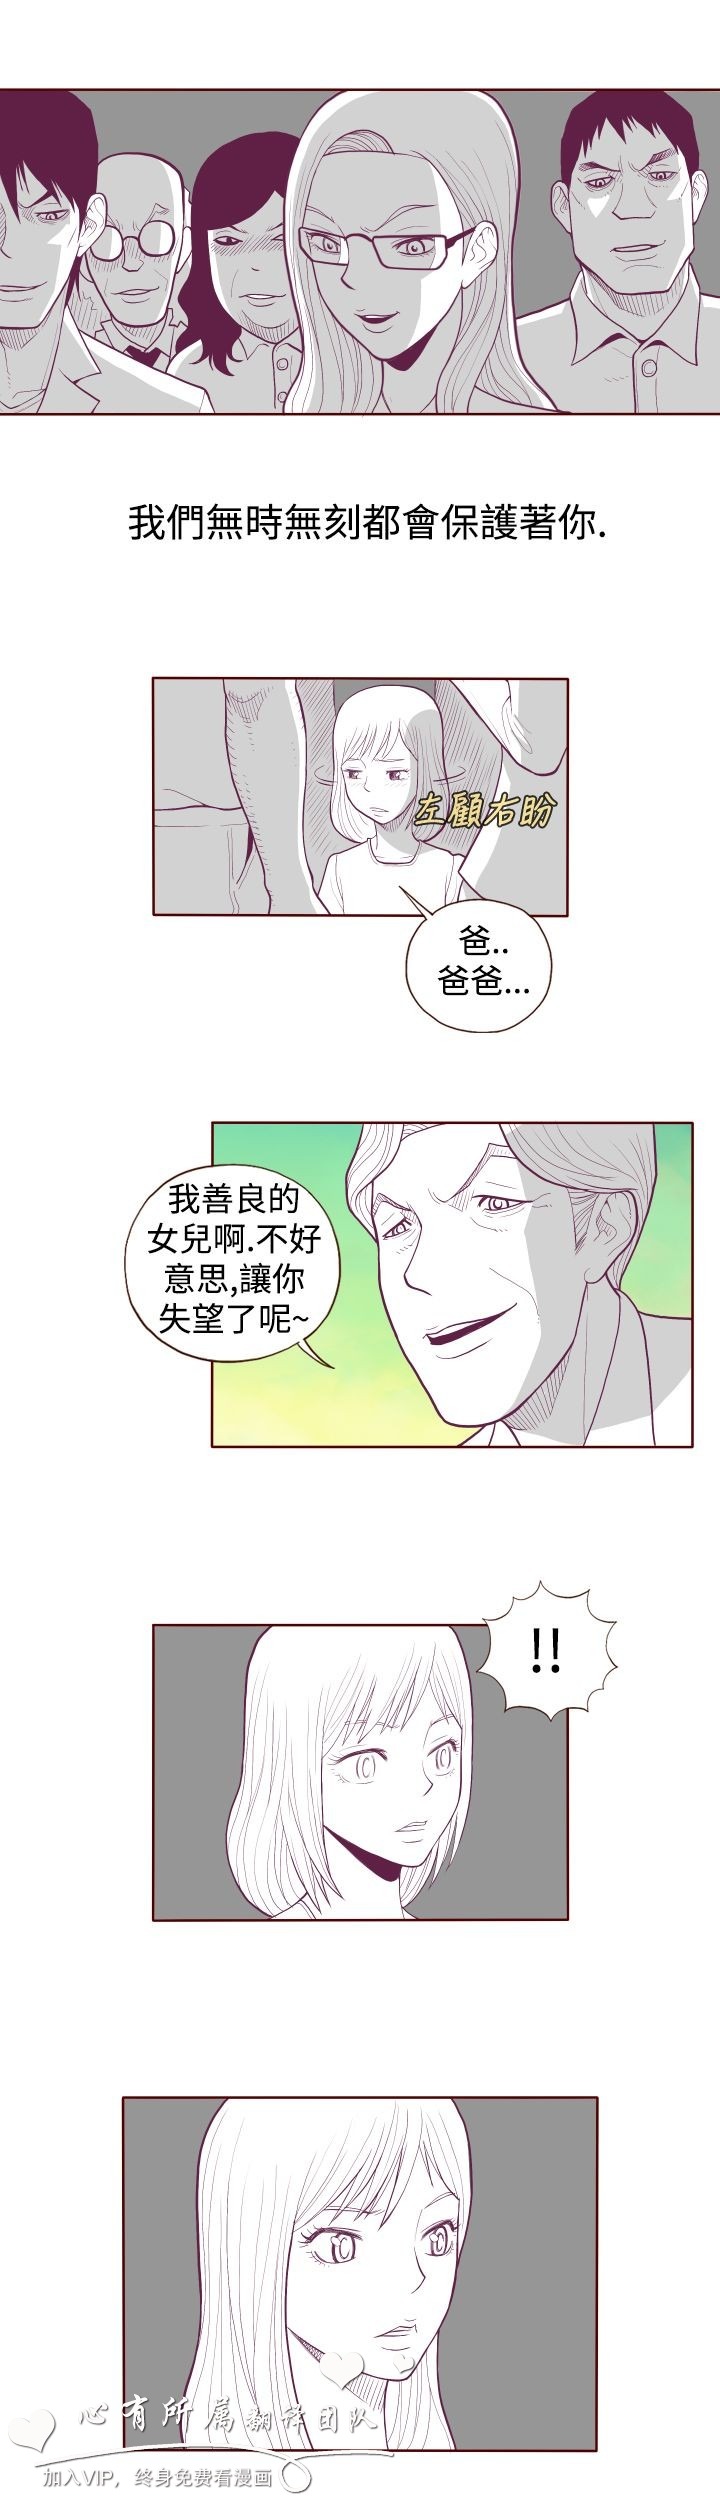 我們無時無刻都會保護著你.
左顧右盼
爸..
爸爸...
我善良的
女兒啊.不好
意思,讓你
失望了呢~
!!
心有所属翻译团队
加入VIP，终身免费看漫画